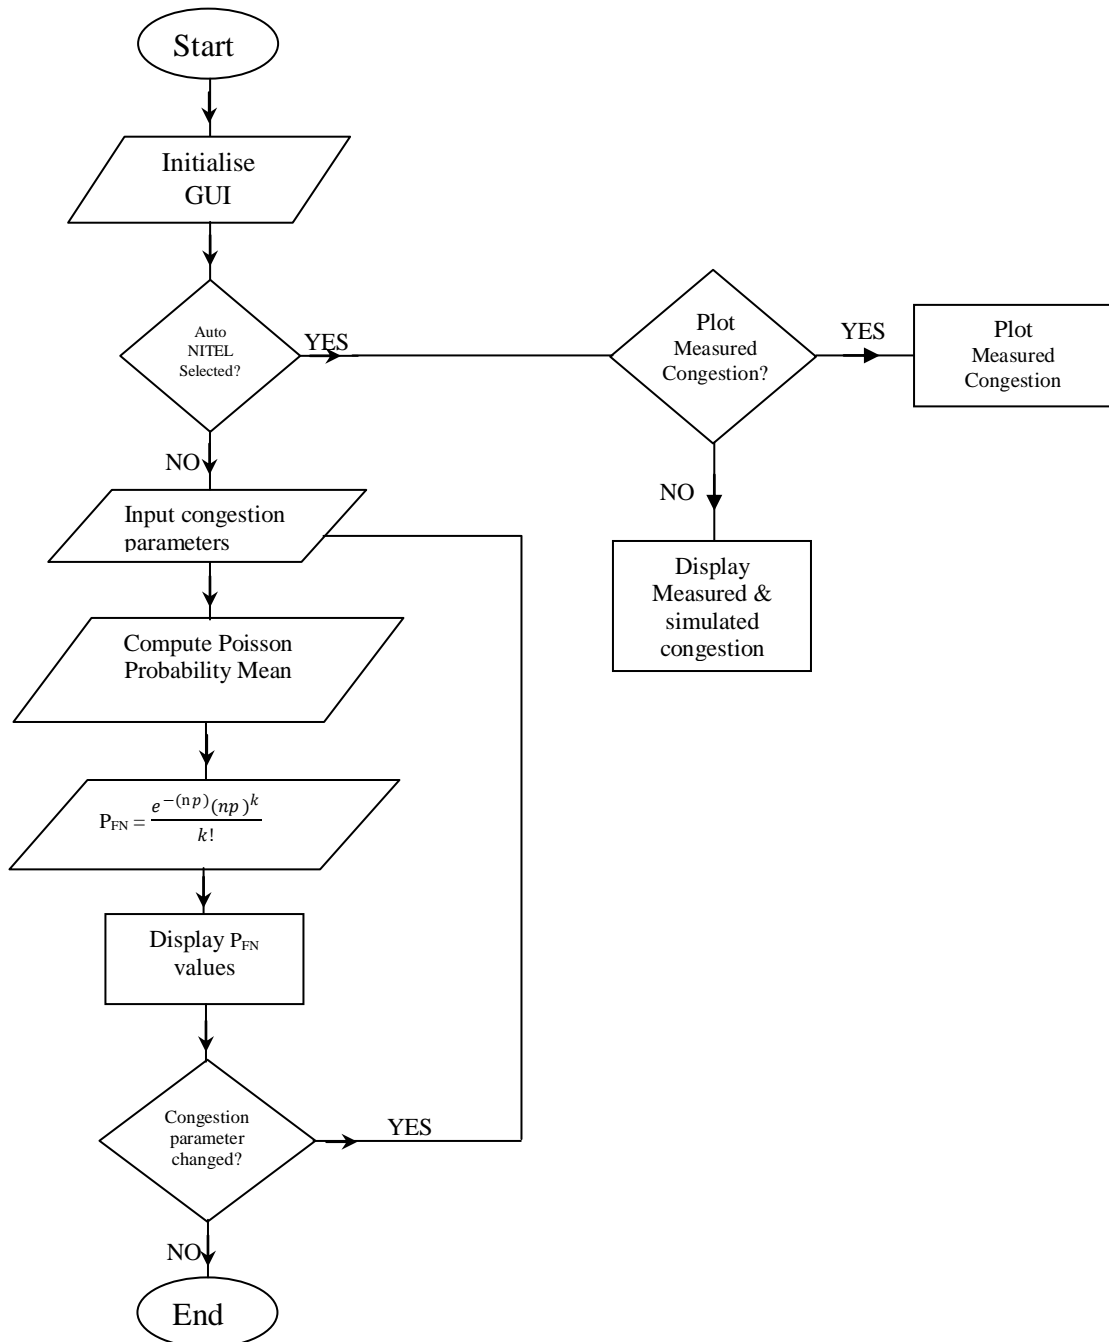 Start
Initialise
GUI
Auto
NITEL
Selected?
YES
Plot
Measured
Congestion?
YES
Plot
Measured
Congestion
NO
Input congestion
parameters
NO
Display
Measured &
simulated
congestion
Compute Poisson
Probability Mean
P_FN = \frac{e^{-(np)}(np)^k}{k!}
Display P_FN
values
Congestion
parameter
changed?
YES
NO
End